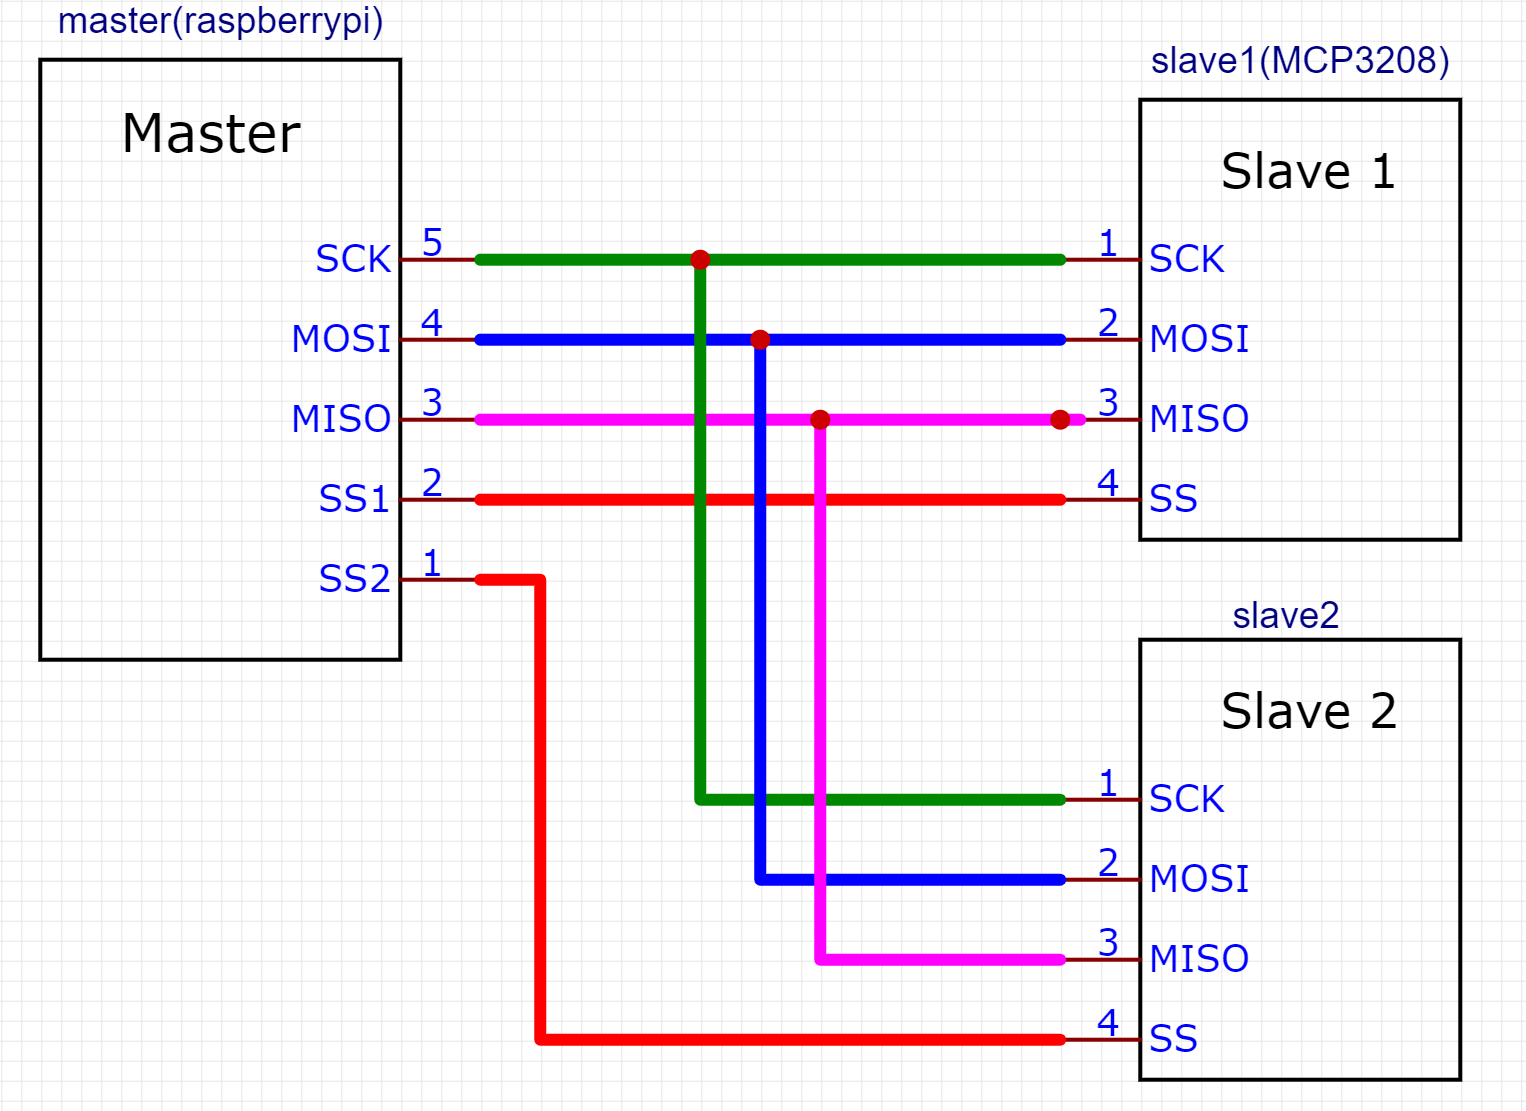 master(raspberrypi)
Master
SCK 5
MOSI 4
MISO 3
SS1 2
SS2 1
slave1(MCP3208)
Slave 1
1 SCK
2 MOSI
3 MISO
4 SS
slave2
Slave 2
1 SCK
2 MOSI
3 MISO
4 SS